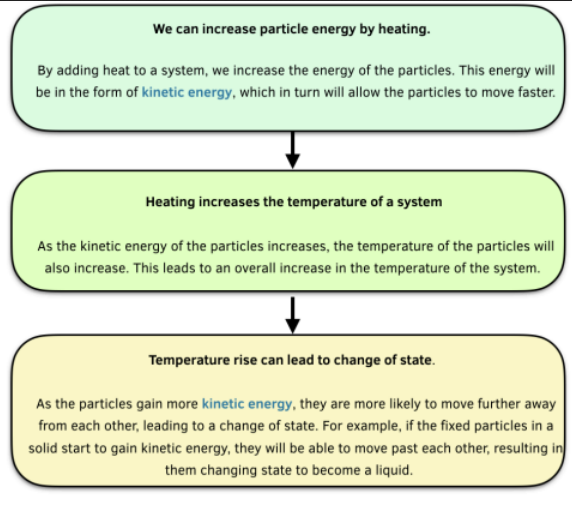 We can increase particle energy by heating.
By adding heat to a system, we increase the energy of the particles. This energy will
be in the form of kinetic energy, which in turn will allow the particles to move faster.
Heating increases the temperature of a system
As the kinetic energy of the particles increases, the temperature of the particles will
also increase. This leads to an overall increase in the temperature of the system.
Temperature rise can lead to change of state.
As the particles gain more kinetic energy, they are more likely to move further away
from each other, leading to a change of state. For example, if the fixed particles in a
solid start to gain kinetic energy, they will be able to move past each other, resulting in
them changing state to become a liquid.